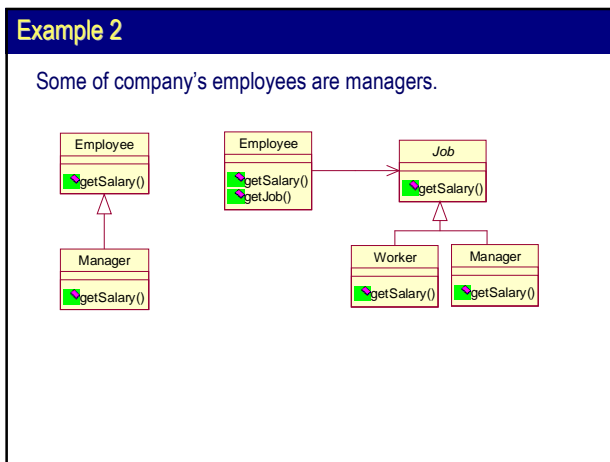 Example 2
Some of company's employees are managers.
Employee
getSalary()
Manager
getSalary()
Employee
getSalary()
getJob()
Job
getSalary()
Worker
getSalary()
Manager
getSalary()